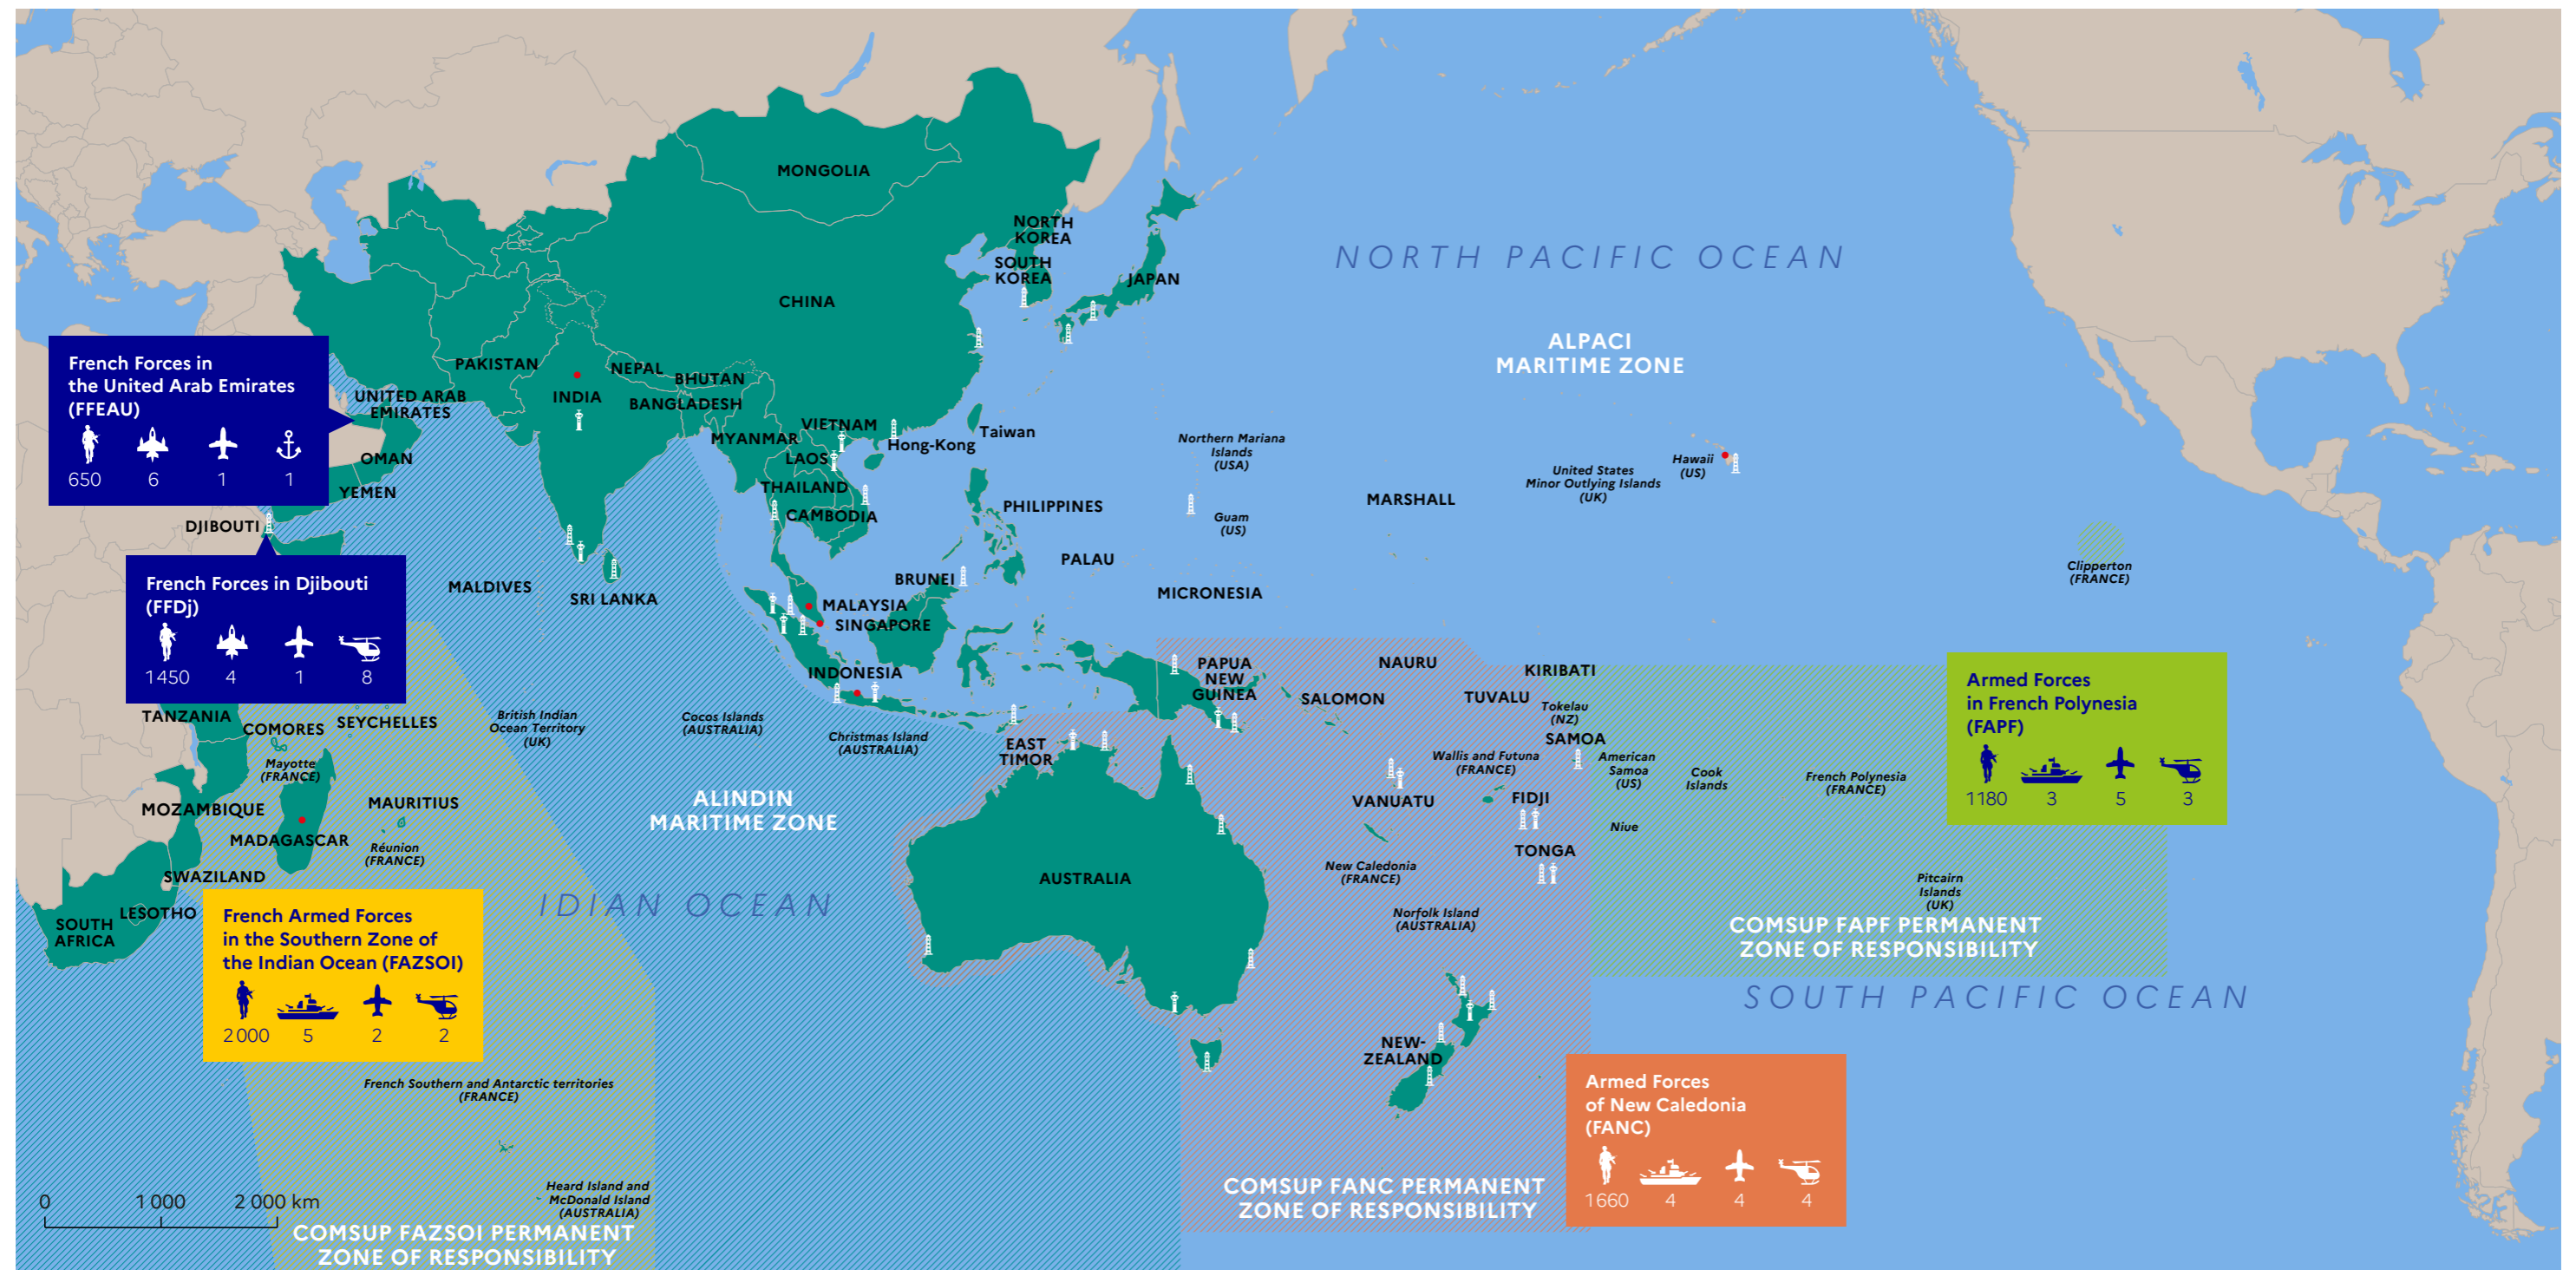 MONGOLIA
NORTH
KOREA
SOUTH
KOREA
JAPAN
CHINA
NORTH PACIFIC OCEAN
ALPACI
MARITIME ZONE
French Forces in
the United Arab Emirates
(FFEAU)
650 6 1 1
PAKISTAN
NEPAL
BHUTAN
UNITED ARAB
EMIRATES
INDIA
BANGLADESH
VIETNAM
MYANMAR
Hong-Kong
Taiwan
LAOS
OMAN
YEMEN
THAILAND
CAMBODIA
PHILIPPINES
Northern Mariana
Islands
(USA)
Guam
(US)
MARSHALL
United States
Minor Outlying Islands
(UK)
Hawaii
(US)
DJIBOUTI
PALAU
Clipperton
(FRANCE)
French Forces in Djibouti
(FFDj)
1 450 4 1 8
MALDIVES
SRI LANKA
BRUNEI
MICRONESIA
MALAYSIA
SINGAPORE
INDONESIA
PAPUA
NEW
GUINEA
NAURU
KIRIBATI
SALOMON
TUVALU
Tokelau
(NZ)
SAMOA
American
Samoa
(US)
Cook
Islands
French Polynesia
(FRANCE)
Armed Forces
in French Polynesia
(FAPF)
1180 3 5 3
TANZANIA
COMORES
SEYCHELLES
Mayotte
(FRANCE)
British Indian
Ocean Territory
(UK)
Cocos Islands
(AUSTRALIA)
Christmas Island
(AUSTRALIA)
EAST
TIMOR
Wallis and Futuna
(FRANCE)
MOZAMBIQUE
MAURITIUS
MADAGASCAR
Réunion
(FRANCE)
ALINDIN
MARITIME ZONE
VANUATU
FIDJI
Niue
TONGA
SWAZILAND
AUSTRALIA
New Caledonia
(FRANCE)
Pitcairn
Islands
(UK)
SOUTH
AFRICA
LESOTHO
IDIAN OCEAN
Norfolk Island
(AUSTRALIA)
COMSUP FAPF PERMANENT
ZONE OF RESPONSIBILITY
SOUTH PACIFIC OCEAN
French Armed Forces
in the Southern Zone of
the Indian Ocean (FAZSOI)
2 000 5 2 2
NEW-
ZEALAND
Armed Forces
of New Caledonia
(FANC)
1 660 4 4 4
French Southern and Antarctic territories
(FRANCE)
Heard Island and
McDonald Island
(AUSTRALIA)
0 1 000 2 000 km
COMSUP FAZSOI PERMANENT
ZONE OF RESPONSIBILITY
COMSUP FANC PERMANENT
ZONE OF RESPONSIBILITY